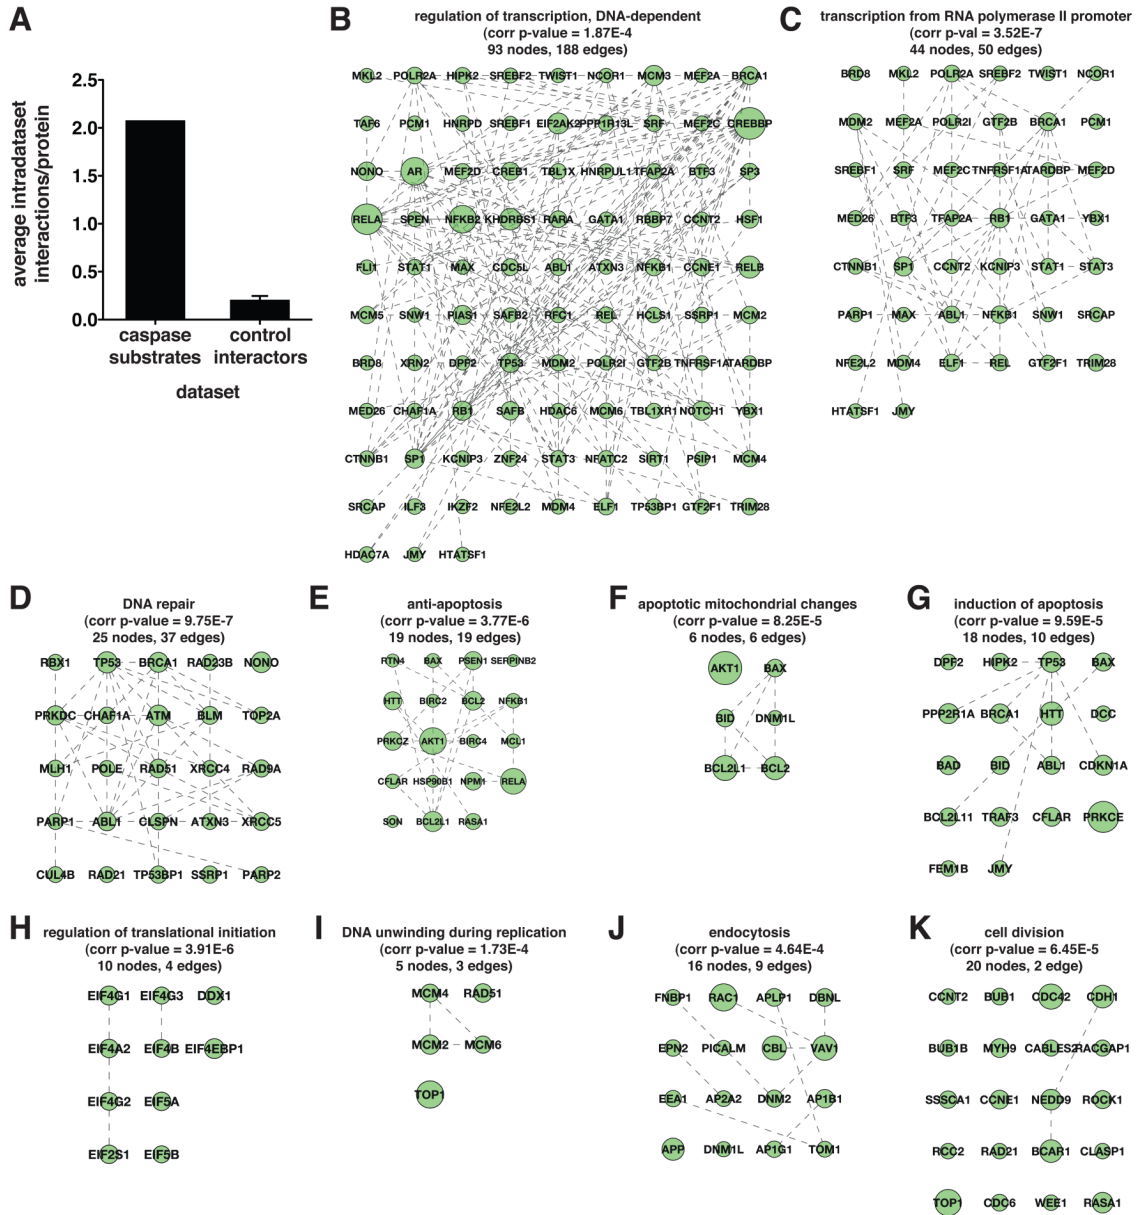 A
average intradataset
interactions/protein
2.5
2.0
1.5
1.0
0.5
0.0
caspase
substrates
control
interactors
dataset
B
regulation of transcription, DNA-dependent
(corr p-value = 1.87E-4
93 nodes, 188 edges)
MKL2 POLR2A HIPK2 SREBF2 TWIST1 NCOR1 MCM3 MEF2A BRCA1
TAF6 PCM1 HNRPD SREBF1 EIF2AK2 PPP1R13L SRF MEF2C CREBBP
NONO AR MEF2D CREB1 TBL1X HNRPUL1 TFAP2A BTF3 SP3
RELA SPEN NFKB2 KHDRBS1 RARA GATA1 RBBP7 CCNT2 HSF1
FLI1 STAT1 MAX CDC5L ABL1 ATXN3 NFKB1 CCNE1 RELB
MCM5 SNW1 PIAS1 SAFB2 RFC1 REL HCLS1 SSRP1 MCM2
BRD8 XRN2 DPF2 TP53 MDM2 POLR2I GTF2B TNFRSF1A TARDBP
MED26 CHAF1A RB1 SAFB HDAC6 MCM6 TBL1XR1 NOTCH1 YBX1
CTNNB1 SP1 KCNIP3 ZNF24 STAT3 NFATC2 SIRT1 PSIP1 MCM4
SRCAP ILF3 IKZF2 NFE2L2 MDM4 ELF1 TP53BP1 GTF2F1 TRIM28
HDAC7A JMY HTATSF1
C
transcription from RNA polymerase II promoter
(corr p-val = 3.52E-7
44 nodes, 50 edges)
BRD8 MKL2 POLR2A SREBF2 TWIST1 NCOR1
MDM2 MEF2A POLR2I GTF2B BRCA1 PCM1
SREBF1 SRF MEF2C TNFRSF1A TARDBP MEF2D
MED26 BTF3 TFAP2A RB1 GATA1 YBX1
CTNNB1 SP1 CCNT2 KCNIP3 STAT1 STAT3
PARP1 MAX ABL1 NFKB1 SNW1 SRCAP
NFE2L2 MDM4 ELF1 REL GTF2F1 TRIM28
HTATSF1 JMY
D
DNA repair
(corr p-value = 9.75E-7
25 nodes, 37 edges)
RBX1 TP53 BRCA1 RAD23B NONO
PRKDC CHAF1A ATM BLM TOP2A
MLH1 POLE RAD51 XRCC4 RAD9A
PARP1 ABL1 CLSPN ATXN3 XRCC5
CUL4B RAD21 TP53BP1 SSRP1 PARP2
E
anti-apoptosis
(corr p-value = 3.77E-6
19 nodes, 19 edges)
RTN4 BAX PSEN1 SERPINB2
HTT BIRC2 BCL2 NFKB1
PRKCZ AKT1 BIRC4 MCL1
CFLAR HSP90B1 NPM1 RELA
SON BCL2L1 RASA1
F
apoptotic mitochondrial changes
(corr p-value = 8.25E-5
6 nodes, 6 edges)
AKT1 BAX
BID DNM1L
BCL2L1 BCL2
G
induction of apoptosis
(corr p-value = 9.59E-5
18 nodes, 10 edges)
DPF2 HIPK2 TP53 BAX
PPP2R1A BRCA1 HTT DCC
BAD BID ABL1 CDKN1A
BCL2L11 TRAF3 CFLAR PRKCE
FEM1B JMY
H
regulation of translational initiation
(corr p-value = 3.91E-6
10 nodes, 4 edges)
EIF4G1 EIF4G3 DDX1
EIF4A2 EIF4B EIF4EBP1
EIF4G2 EIF5A
EIF2S1 EIF5B
I
DNA unwinding during replication
(corr p-value = 1.73E-4
5 nodes, 3 edges)
MCM4 RAD51
MCM2 MCM6
TOP1
J
endocytosis
(corr p-value = 4.64E-4
16 nodes, 9 edges)
FNBP1 RAC1 APLP1 DBNL
EPN2 PICALM CBL VAV1
EEA1 AP2A2 DNM2 AP1B1
APP DNM1L AP1G1 TOM1
K
cell division
(corr p-value = 6.45E-5
20 nodes, 2 edge)
CCNT2 BUB1 CDC42 CDH1
BUB1B MYH9 CABLES2 RACGAP1
SSSCA1 CCNE1 NEDD9 ROCK1
RCC2 RAD21 BCAR1 CLASP1
TOP1 CDC6 WEE1 RASA1